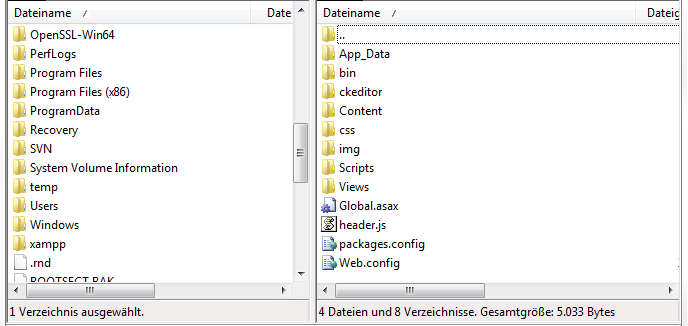 Dateiname / Date
OpenSSL-Win64
PerfLogs
Program Files
Program Files (x86)
ProgramData
Recovery
SVN
System Volume Information
temp
Users
Windows
xampp
.rnd
BOOTSECT.BAK
1 Verzeichnis ausgewählt.
Dateiname / Dateig
..
App_Data
bin
ckeditor
Content
css
img
Scripts
Views
Global.asax
header.js
packages.config
Web.config
4 Dateien und 8 Verzeichnisse. Gesamtgröße: 5.033 Bytes